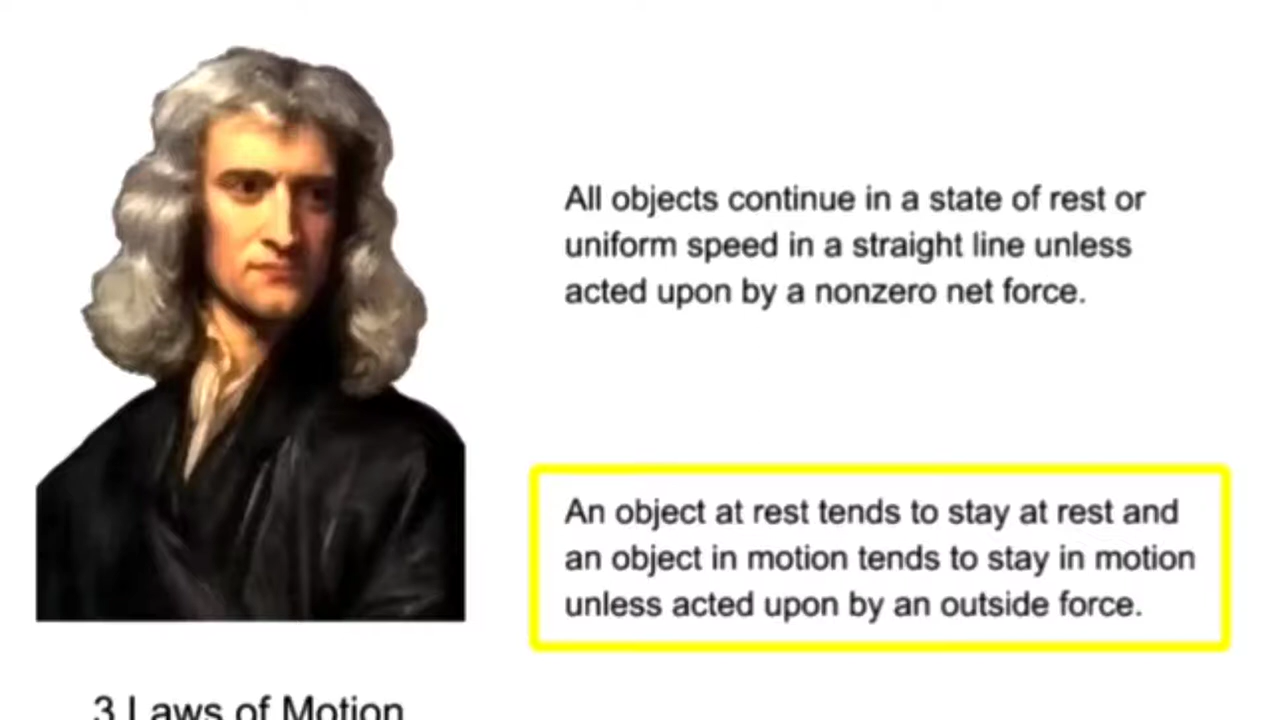 All objects continue in a state of rest or
uniform speed in a straight line unless
acted upon by a nonzero net force.
An object at rest tends to stay at rest and
an object in motion tends to stay in motion
unless acted upon by an outside force.
3 Laws of Motion